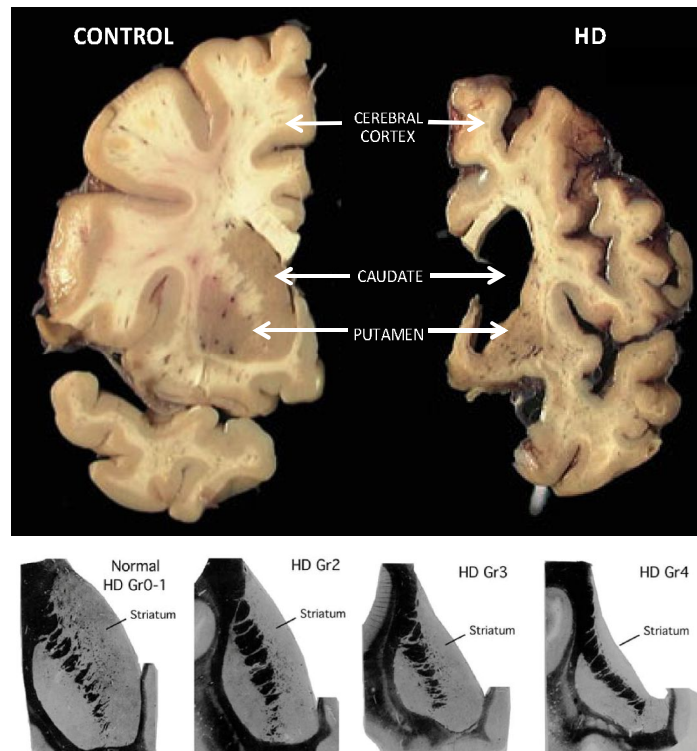 CONTROL
HD
CEREBRAL
CORTEX
CAUDATE
PUTAMEN
Normal
HD Gr0-1
Striatum
HD Gr2
Striatum
HD Gr3
Striatum
HD Gr4
Striatum